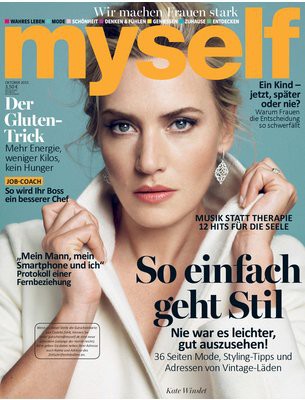 Wir machen Frauen stark
WAHRES LEBEN MODE SCHÖNHEIT DENKEN & FÜHLEN GENIESSEN ZUHAUSE ENTDECKEN
myself
OKTOBER
3,50 €
Der
Gluten-
Trick
Mehr Energie,
weniger Kilos,
kein Hunger
JOB-COACH
So wird Ihr Boss
ein besserer Chef
Ein Kind –
jetzt, später
oder nie?
Warum Frauen
die Entscheidung
so schwerfällt
MUSIK STATT THERAPIE
12 HITS FÜR DIE SEELE
„Mein Mann, mein
Smartphone und ich“
Protokoll einer
Fernbeziehung
So einfach
geht Stil
Nie war es leichter,
gut auszusehen!
36 Seiten Mode, Styling-Tipps und
Adressen von Vintage-Läden
Kate Winslet